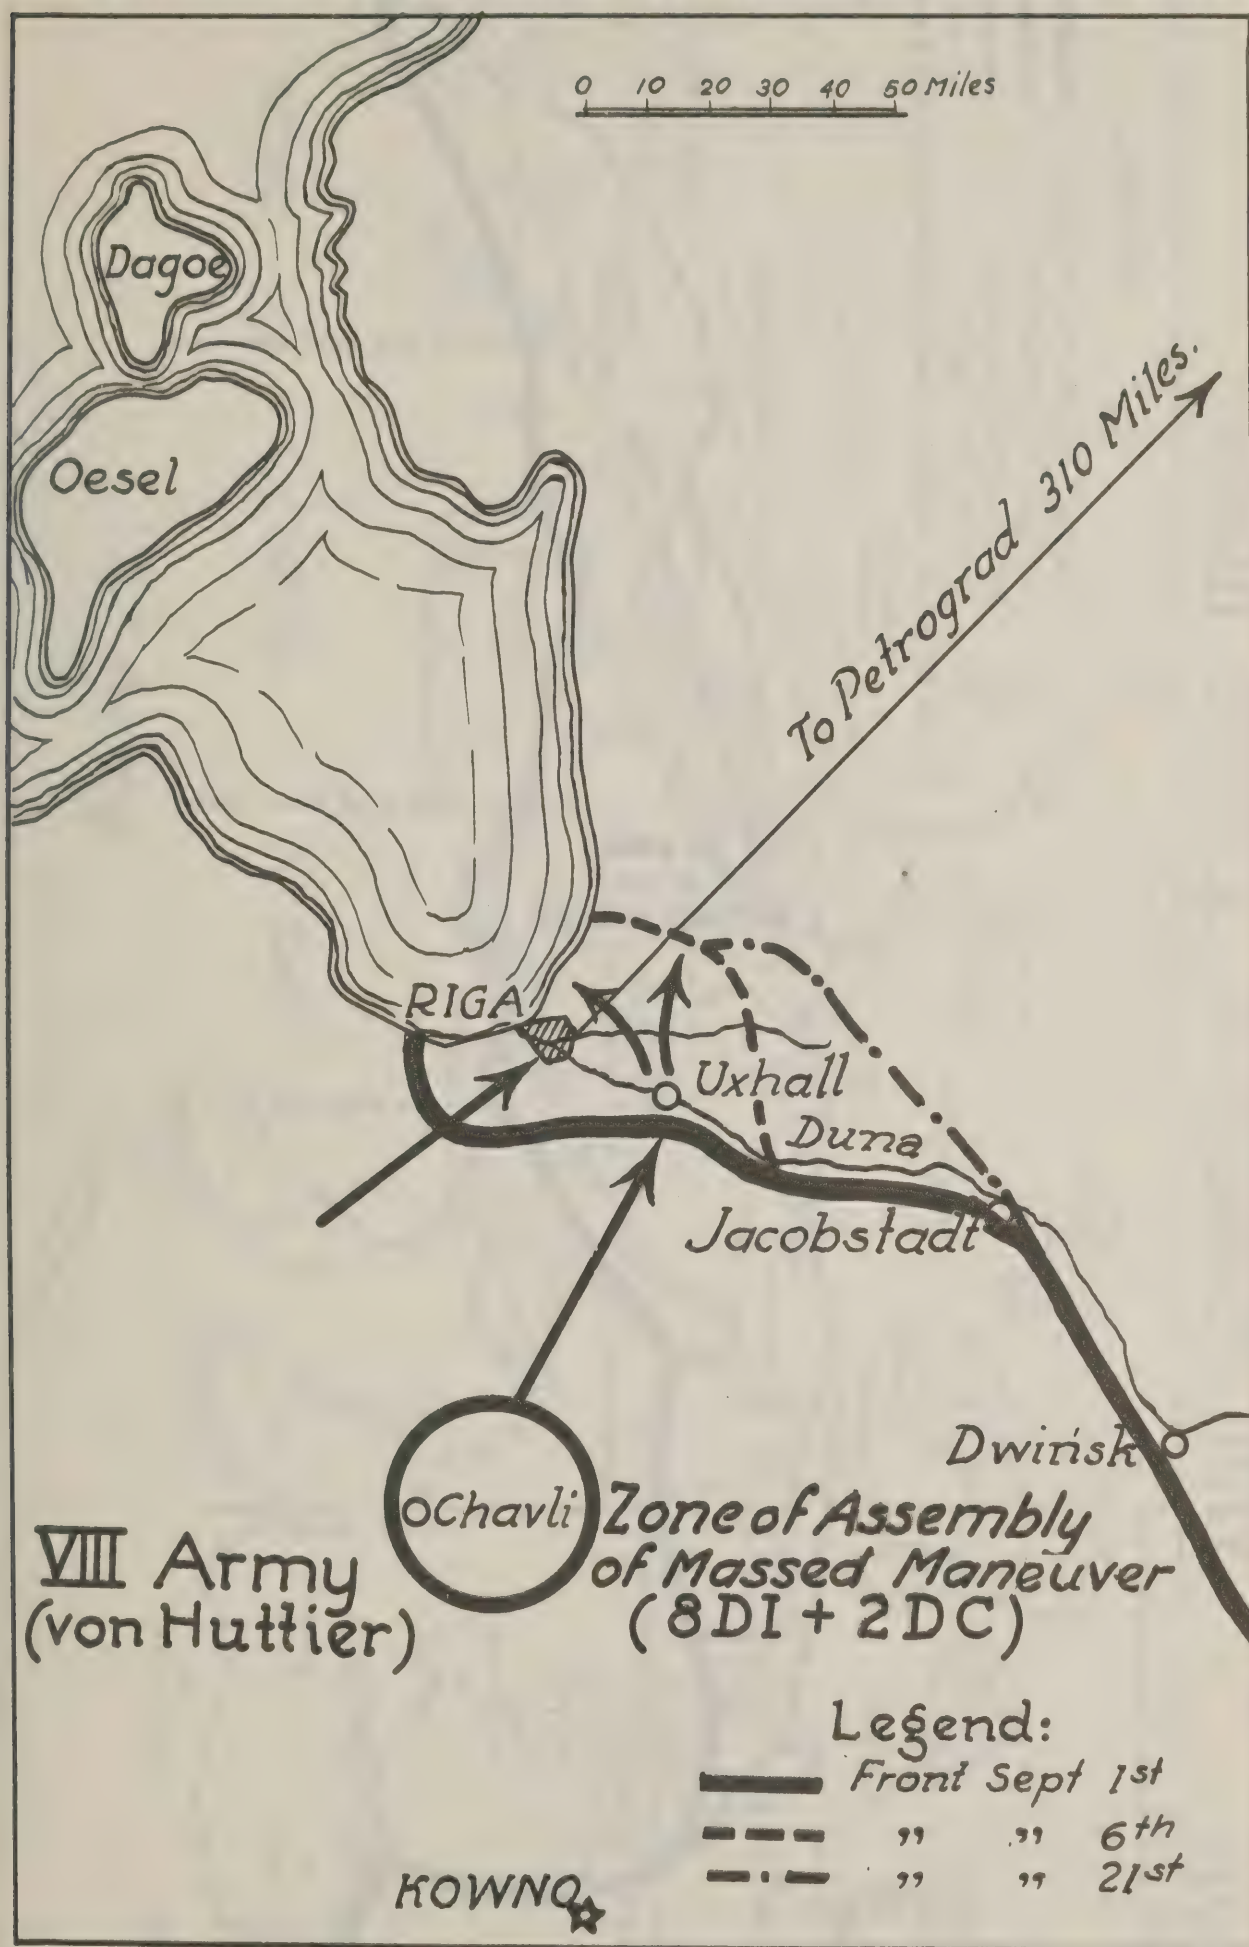 0 10 20 30 40 50 Miles
Dagoe
Oesel
To Petrograd 310 Miles.
RIGA
Uxhall
Duna
Jacobstadt
Dwinsk
Chavli
Zone of Assembly
of Massed Maneuver
(8DI + 2DC)
VIII Army
(von Huttier)
Legend:
Front Sept 1st
" " 6th
" " 21st
KOWNO